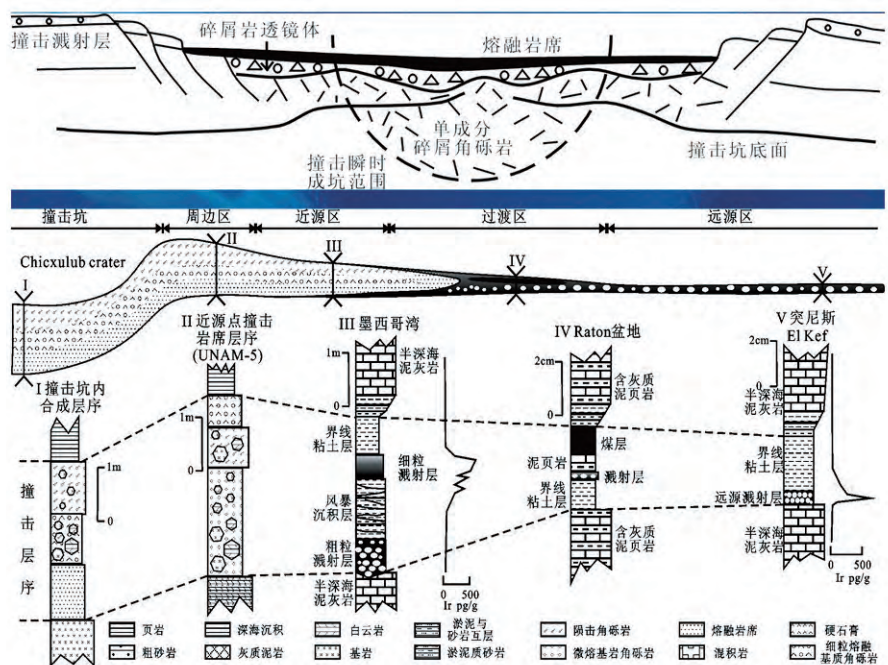 撞击溅射层
碎屑岩透镜体
熔融岩席
单成分
碎屑角砾岩
撞击瞬时
成坑范围
撞击坑底面
撞击坑
周边区
近源区
过渡区
远源区
Chicxulub crater
I
II
III
IV
V
I 撞击坑内
合成层序
II 近源点撞击
岩席层序
(UNAM-5)
III 墨西哥湾
IV Raton盆地
V 突尼斯
El Kef
撞击层序
1m
0
1m
0
1m
0
半深海
泥灰岩
界线
粘土层
细粒
溅射层
风暴
沉积层
粗粒
溅射层
半深海
泥灰岩
0 500
Ir pg/g
2cm
0
含灰质
泥页岩
煤层
泥页岩
溅射层
界线
粘土层
含灰质
泥页岩
2cm
0
半深海
泥灰岩
界线
粘土层
远源溅射层
半深海
泥灰岩
0 500
Ir pg/g
页岩
深海沉积
白云岩
淤泥与
砂岩互层
陨击角砾岩
熔融岩席
硬石膏
粗砂岩
灰质泥岩
基岩
淤泥质砂岩
微熔基岩角砾岩
混积岩
细粒熔融
基质角砾岩